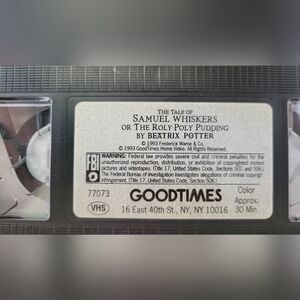 THE TALE OF
SAMUEL WHISKERS
OR THE ROLY-POLY PUDDING
BY BEATRIX POTTER
© 1993 Frederick Warne & Co.
© 1993 GoodTimes Home Video. All Rights Reserved.
WARNING: Federal law provides severe civil and criminal penalties for the
unauthorized reproduction, distribution, or exhibition of copyrighted motion
pictures and videotapes. (Title 17, United States Code, Sections 501 and 506.)
The Federal Bureau of Investigation investigates allegations of criminal copyright
infringement. (Title 17, United States Code, Section 506.)
77073
VHS
GOODTIMES
16 East 40th St., NY, NY 10016
Color
Approx.
30 Min